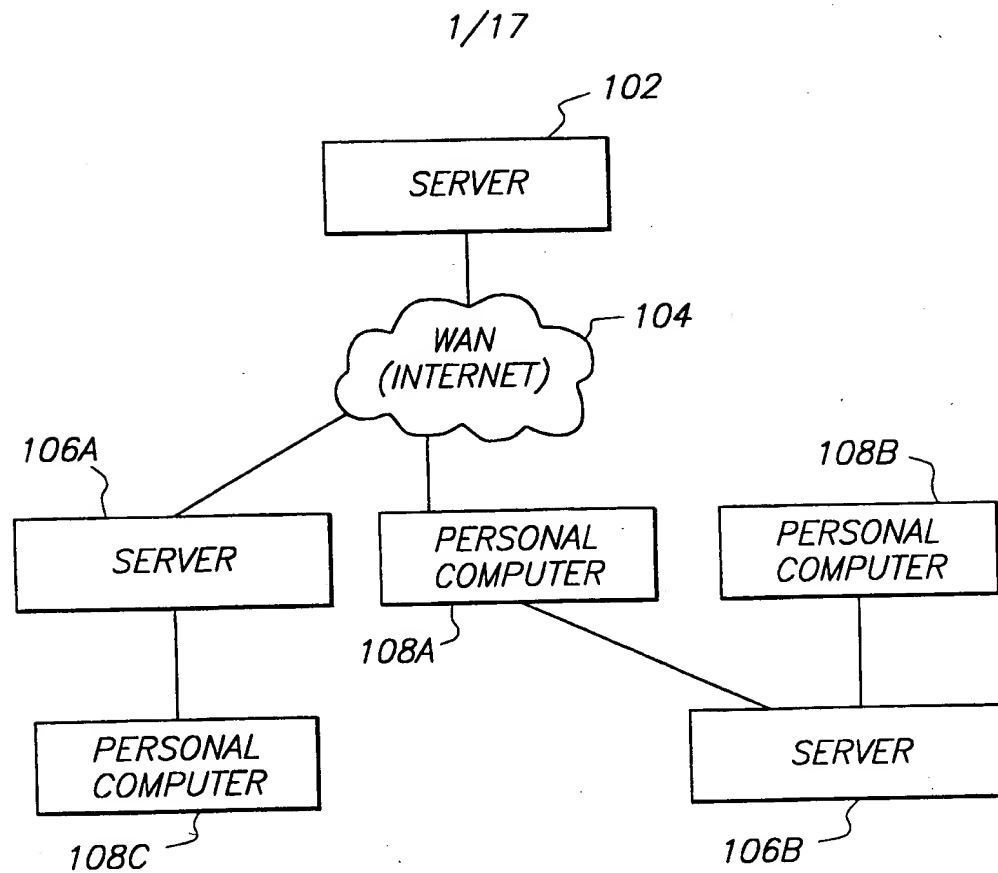 1/17
102
SERVER
104
WAN
(INTERNET)
106A
108B
SERVER
PERSONAL
COMPUTER
PERSONAL
COMPUTER
108A
PERSONAL
COMPUTER
SERVER
108C
106B